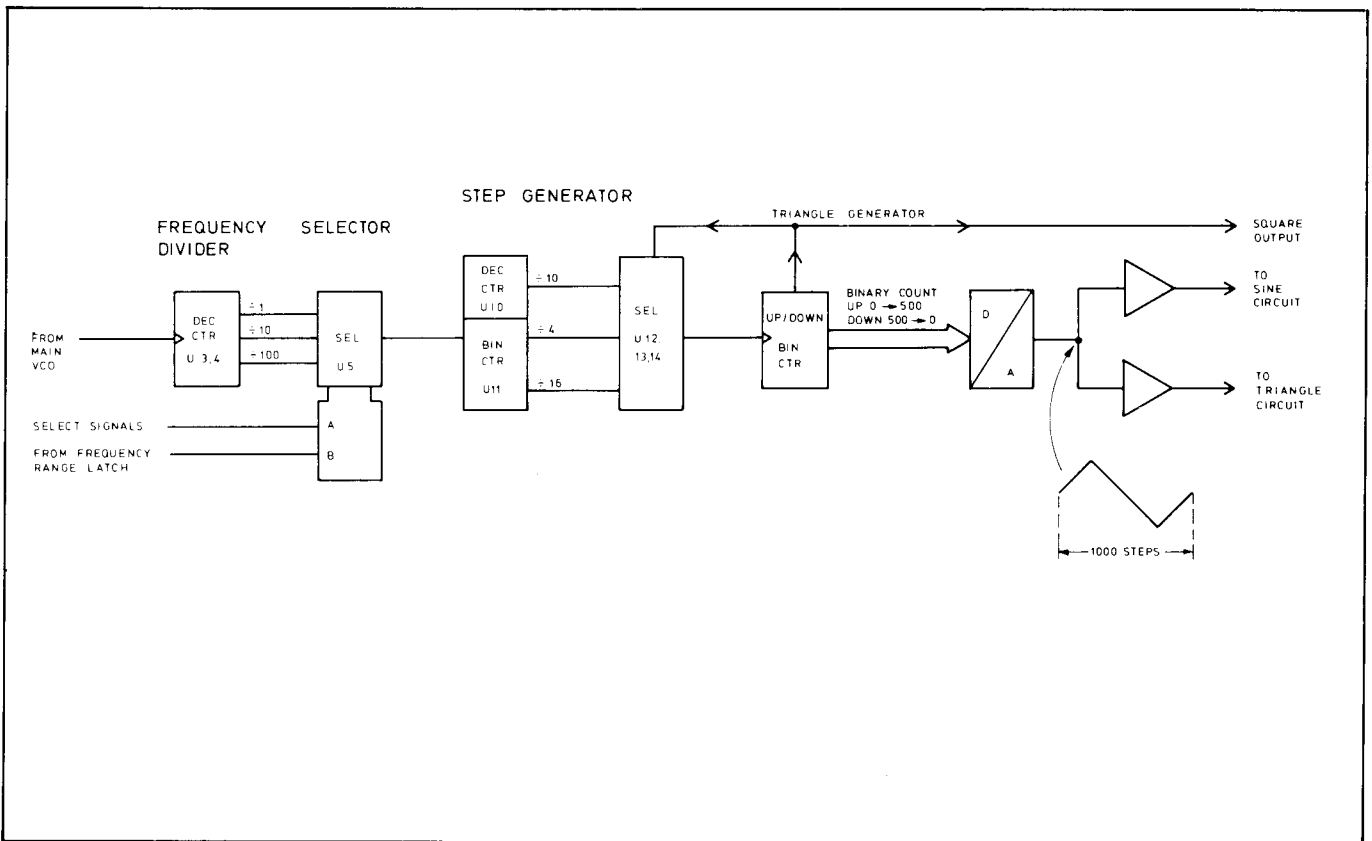 STEP GENERATOR
FREQUENCY SELECTOR
DIVIDER
TRIANGLE GENERATOR
SQUARE
OUTPUT
DEC
CTR
U 3,4
÷1
÷10
÷100
SEL
U5
FROM
MAIN
VCO
SELECT SIGNALS
FROM FREQUENCY
RANGE LATCH
A
B
DEC
CTR
U10
BIN
CTR
U11
÷10
÷4
÷16
SEL
U12,
13,14
UP/DOWN
BIN
CTR
BINARY COUNT
UP 0 → 500
DOWN 500 → 0
D
A
TO
SINE
CIRCUIT
TO
TRIANGLE
CIRCUIT
1000 STEPS